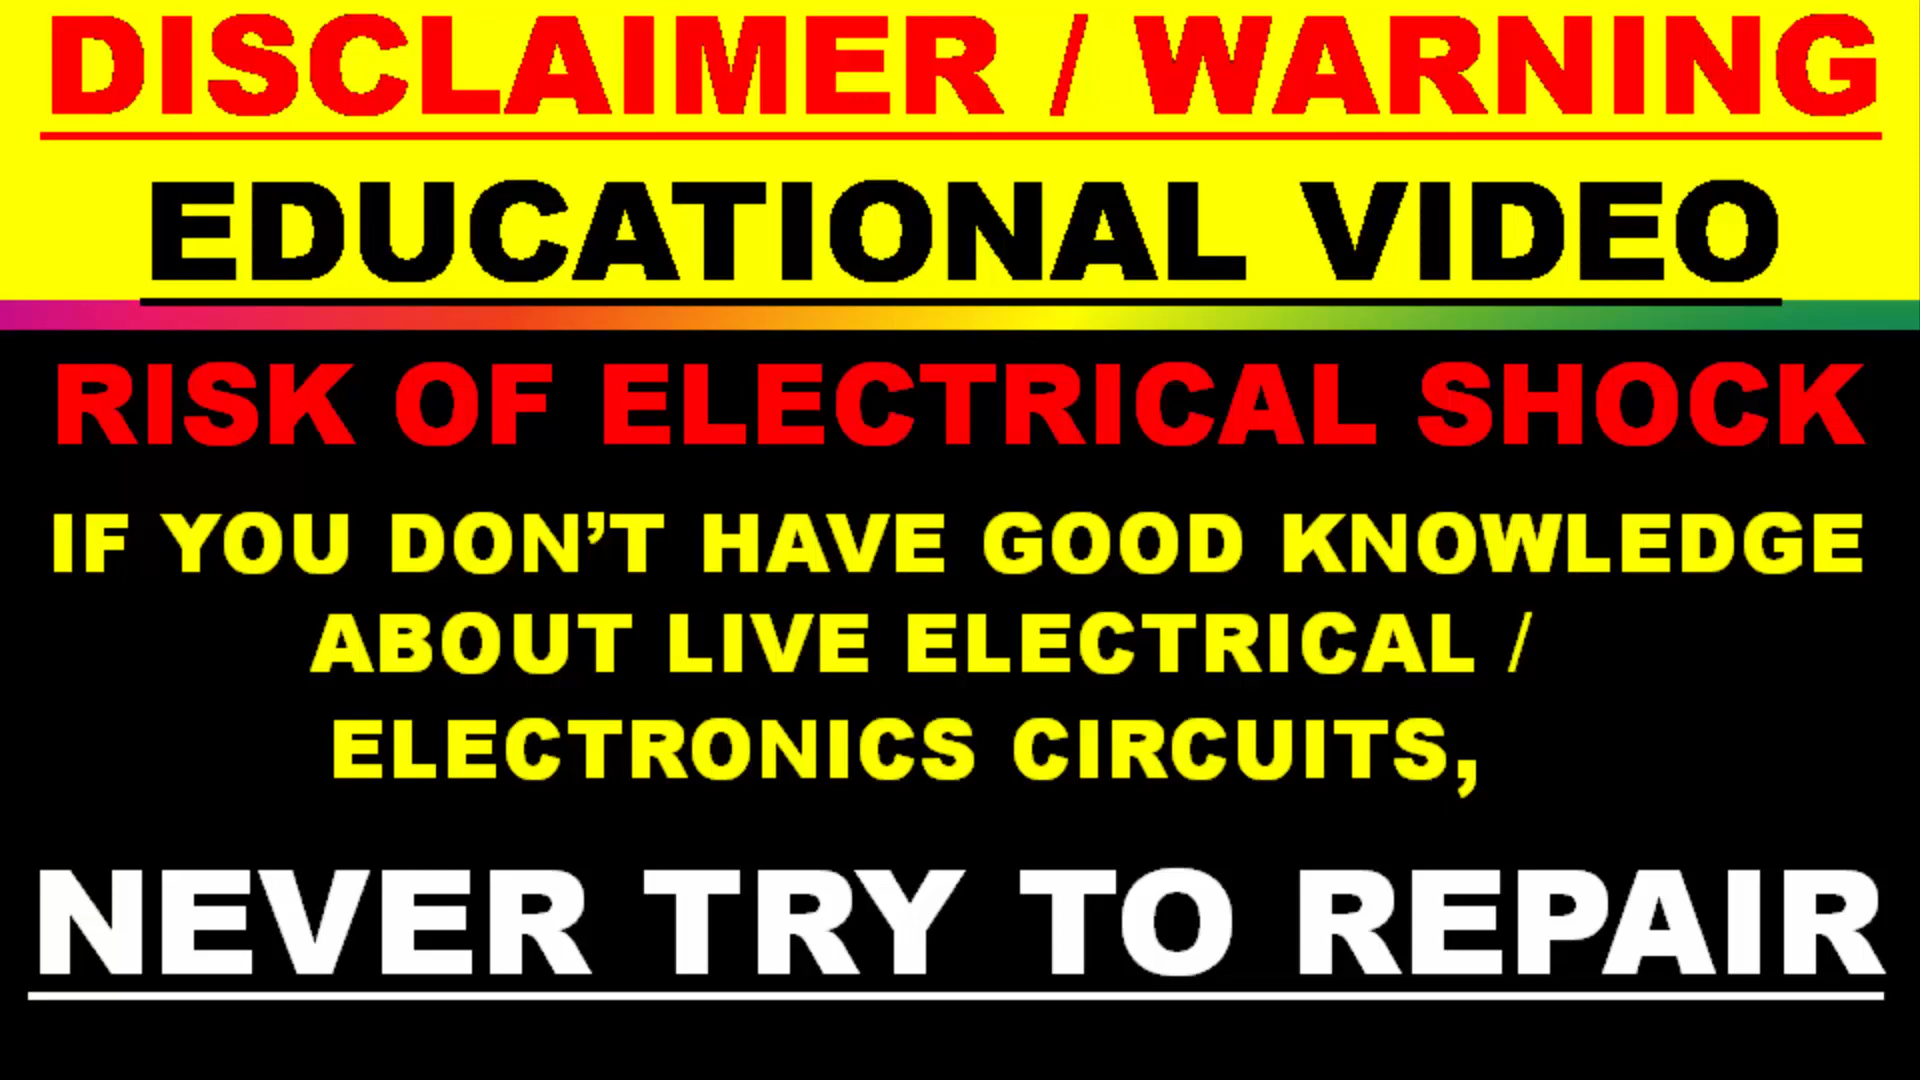 DISCLAIMER / WARNING
EDUCATIONAL VIDEO
RISK OF ELECTRICAL SHOCK
IF YOU DON’T HAVE GOOD KNOWLEDGE
ABOUT LIVE ELECTRICAL /
ELECTRONICS CIRCUITS,
NEVER TRY TO REPAIR